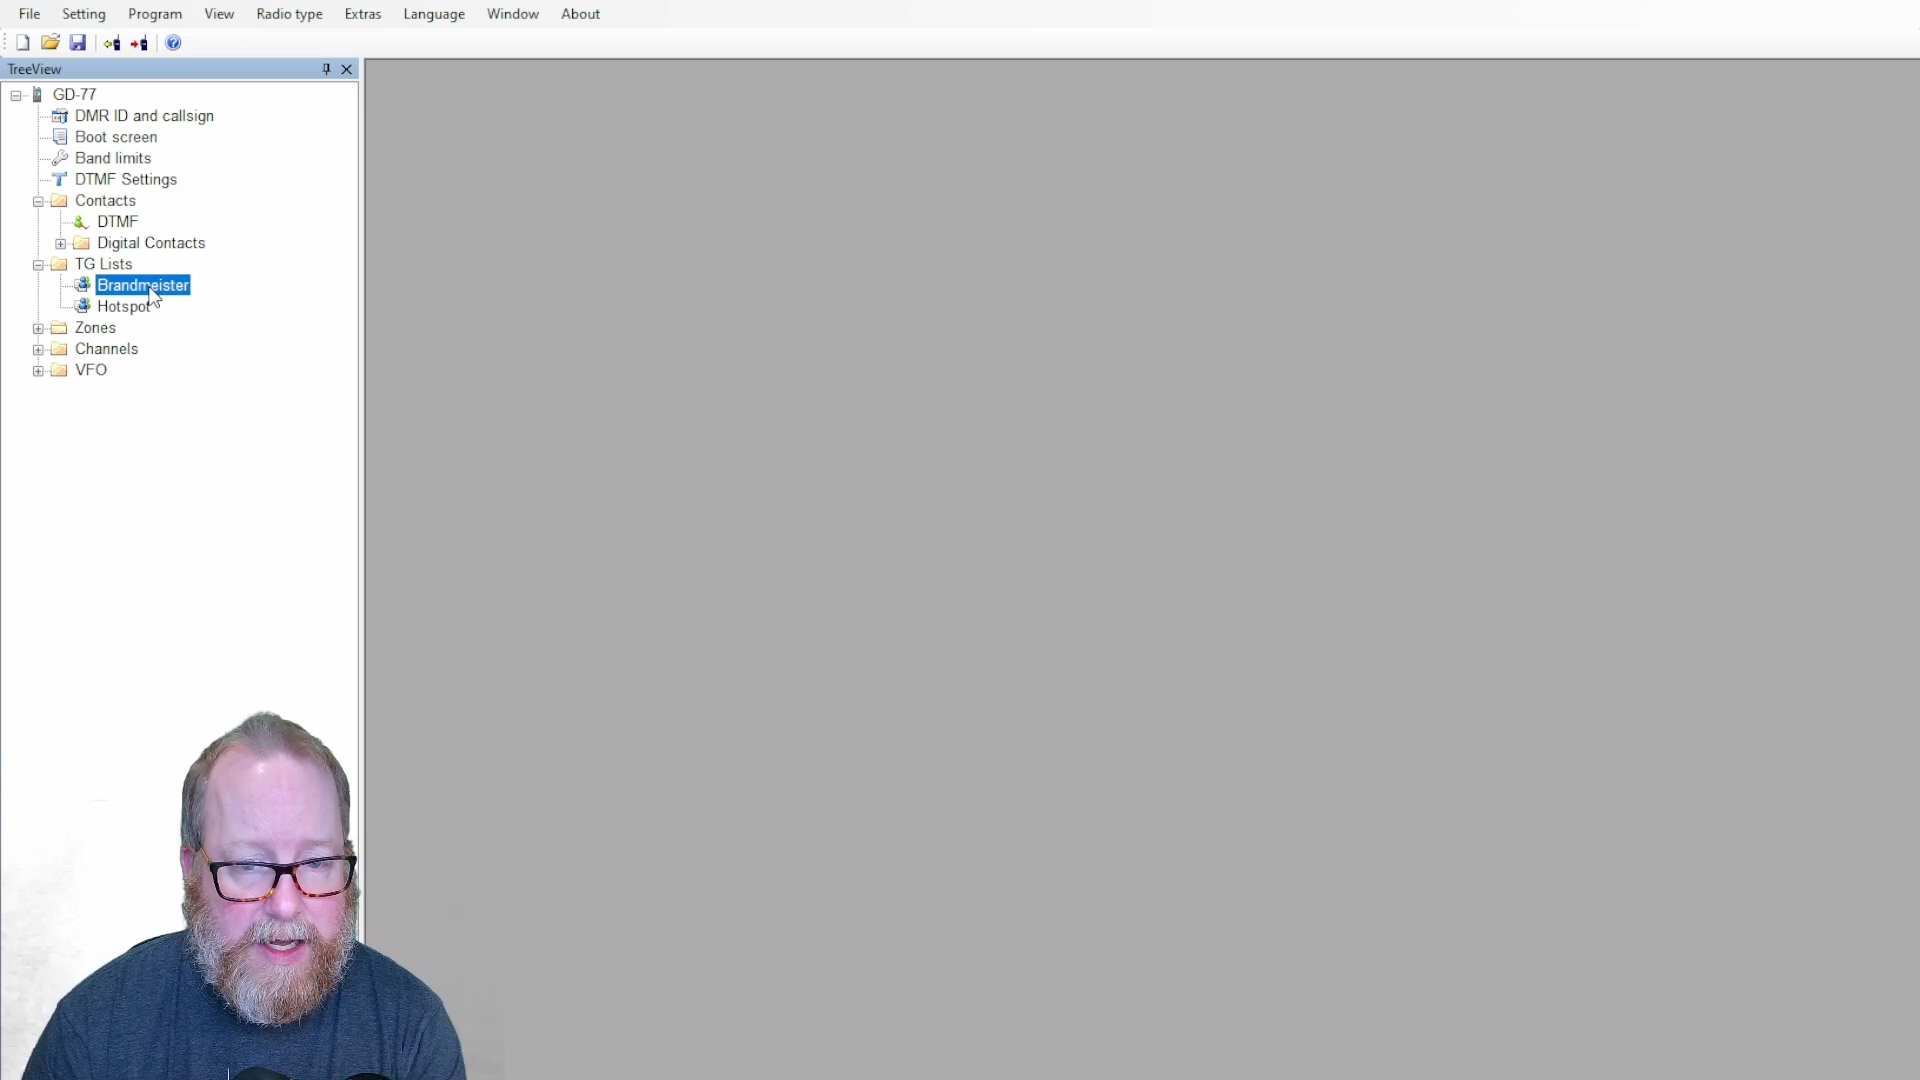 File Setting Program View Radio type Extras Language Window About
TreeView
GD-77
DMR ID and callsign
Boot screen
Band limits
DTMF Settings
Contacts
DTMF
Digital Contacts
TG Lists
Brandmeister
Hotspot
Zones
Channels
VFO